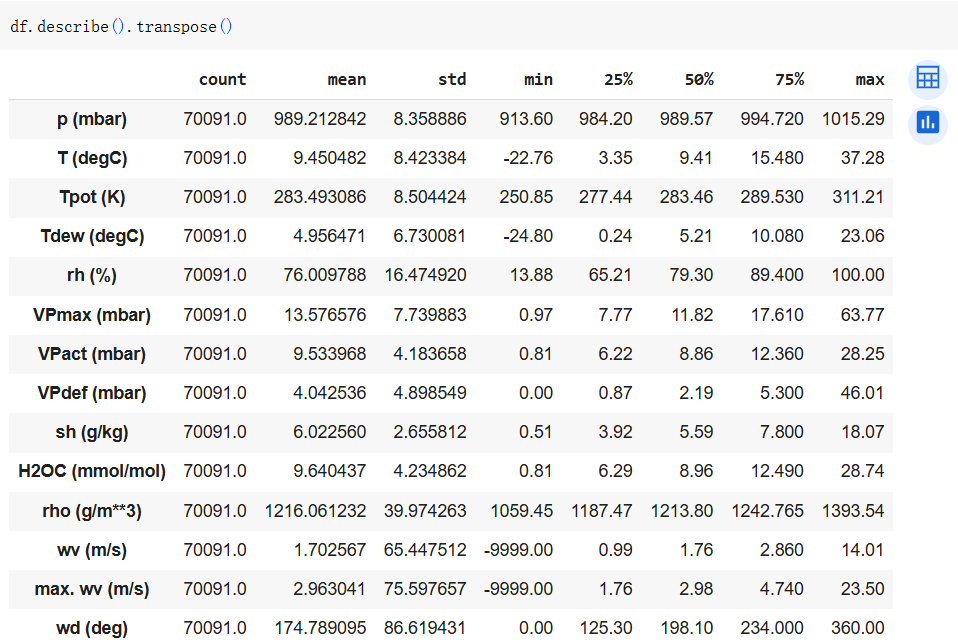 df.describe().transpose()
count mean std min 25% 50% 75% max
p (mbar) 70091.0 989.212842 8.358886 913.60 984.20 989.57 994.720 1015.29
T (degC) 70091.0 9.450482 8.423384 -22.76 3.35 9.41 15.480 37.28
Tpot (K) 70091.0 283.493086 8.504424 250.85 277.44 283.46 289.530 311.21
Tdew (degC) 70091.0 4.956471 6.730081 -24.80 0.24 5.21 10.080 23.06
rh (%) 70091.0 76.009788 16.474920 13.88 65.21 79.30 89.400 100.00
VPmax (mbar) 70091.0 13.576576 7.739883 0.97 7.77 11.82 17.610 63.77
VPact (mbar) 70091.0 9.533968 4.183658 0.81 6.22 8.86 12.360 28.25
VPdef (mbar) 70091.0 4.042536 4.898549 0.00 0.87 2.19 5.300 46.01
sh (g/kg) 70091.0 6.022560 2.655812 0.51 3.92 5.59 7.800 18.07
H2OC (mmol/mol) 70091.0 9.640437 4.234862 0.81 6.29 8.96 12.490 28.74
rho (g/m**3) 70091.0 1216.061232 39.974263 1059.45 1187.47 1213.80 1242.765 1393.54
wv (m/s) 70091.0 1.702567 65.447512 -9999.00 0.99 1.76 2.860 14.01
max. wv (m/s) 70091.0 2.963041 75.597657 -9999.00 1.76 2.98 4.740 23.50
wd (deg) 70091.0 174.789095 86.619431 0.00 125.30 198.10 234.000 360.00